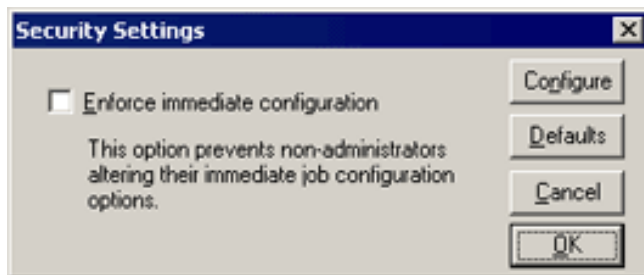 Security Settings
Enforce immediate configuration
This option prevents non-administrators
altering their immediate job configuration
options.
Configure
Defaults
Cancel
OK